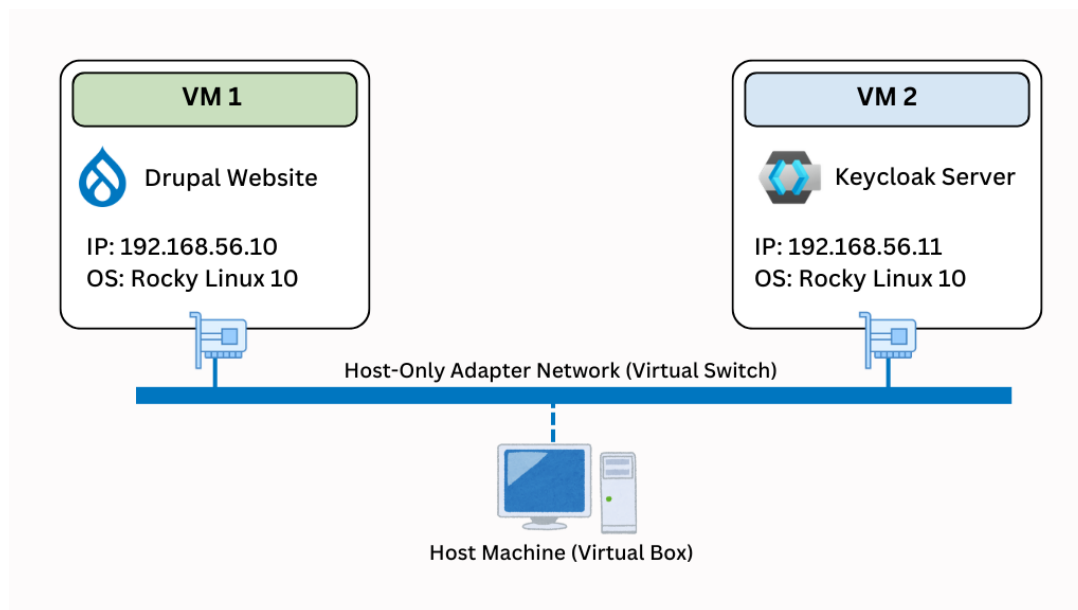 VM 1
Drupal Website
IP: 192.168.56.10
OS: Rocky Linux 10
VM 2
Keycloak Server
IP: 192.168.56.11
OS: Rocky Linux 10
Host-Only Adapter Network (Virtual Switch)
Host Machine (Virtual Box)